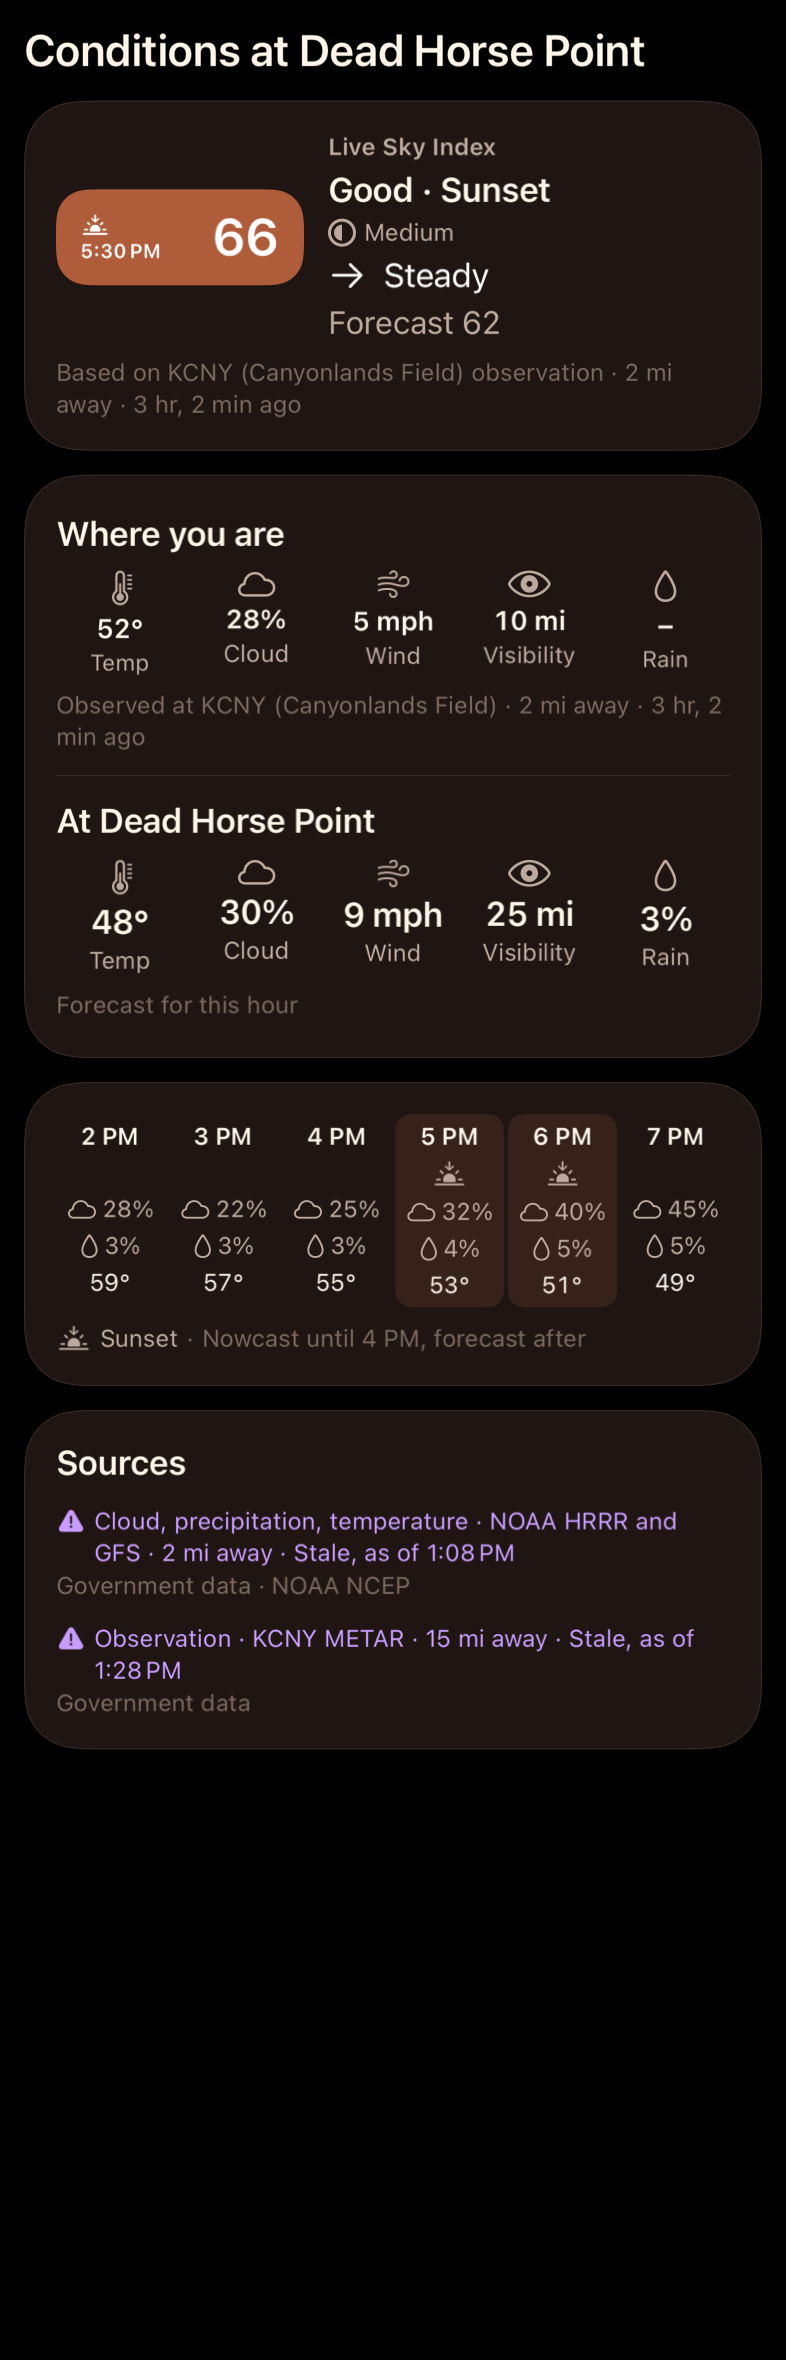 Conditions at Dead Horse Point
Live Sky Index
Good · Sunset
Medium
→ Steady
Forecast 62
5:30 PM
66
Based on KCNY (Canyonlands Field) observation · 2 mi
away · 3 hr, 2 min ago
Where you are
52° 28% 5 mph 10 mi –
Temp Cloud Wind Visibility Rain
Observed at KCNY (Canyonlands Field) · 2 mi away · 3 hr, 2
min ago
At Dead Horse Point
48° 30% 9 mph 25 mi 3%
Temp Cloud Wind Visibility Rain
Forecast for this hour
2 PM 3 PM 4 PM 5 PM 6 PM 7 PM
28% 22% 25% 32% 40% 45%
3% 3% 3% 4% 5% 5%
59° 57° 55° 53° 51° 49°
Sunset · Nowcast until 4 PM, forecast after
Sources
Cloud, precipitation, temperature · NOAA HRRR and
GFS · 2 mi away · Stale, as of 1:08 PM
Government data · NOAA NCEP
Observation · KCNY METAR · 15 mi away · Stale, as of
1:28 PM
Government data